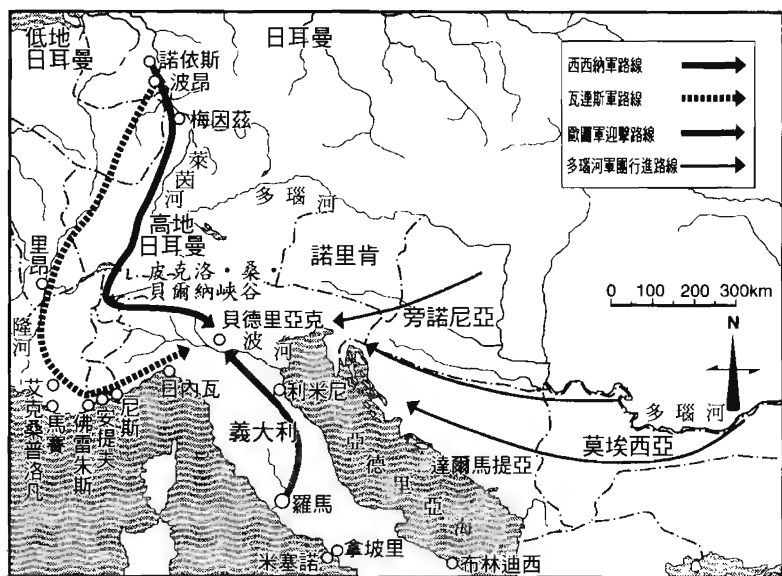 低地
日耳曼
日耳曼
諾依斯
波昂
梅因茲
萊茵河
高地
日耳曼
多瑙河
諾里肯
里昂
皮克洛・桑・
貝爾納峽谷
貝德里亞克
波河
旁諾尼亞
隆河
艾克桑普洛凡
馬賽
佛雷朱斯
安提夫
尼斯
日內瓦
利米尼
義大利
亞德里亞海
達爾馬提亞
莫埃西亞
多瑙河
羅馬
米塞諾
拿坡里
布林迪西
西西納軍路線
瓦達斯軍路線
歐圖軍迎擊路線
多瑙河軍團行進路線
0 100 200 300km
N